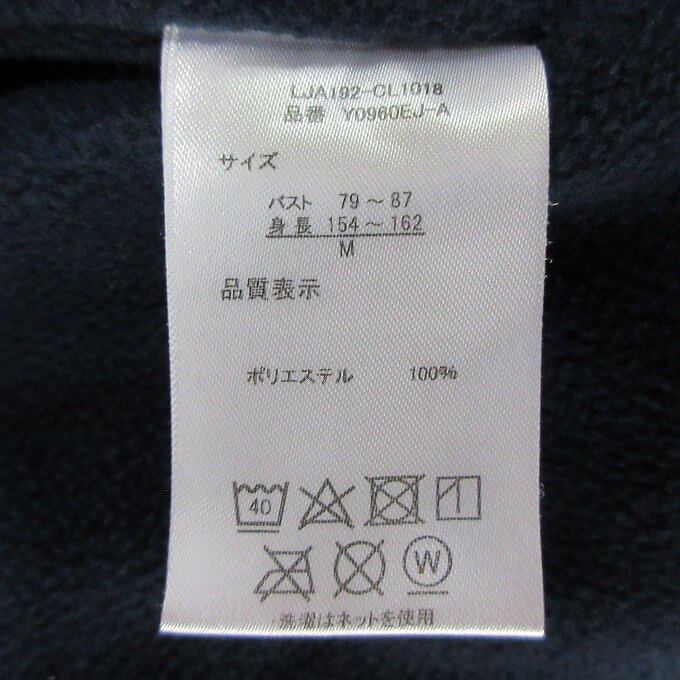 LJA192-CL1018
品番 Y0960EJ-A
サイズ
バスト 79～87
身長 154～162
M
品質表示
ポリエステル 100%
40
W
洗濯はネットを使用